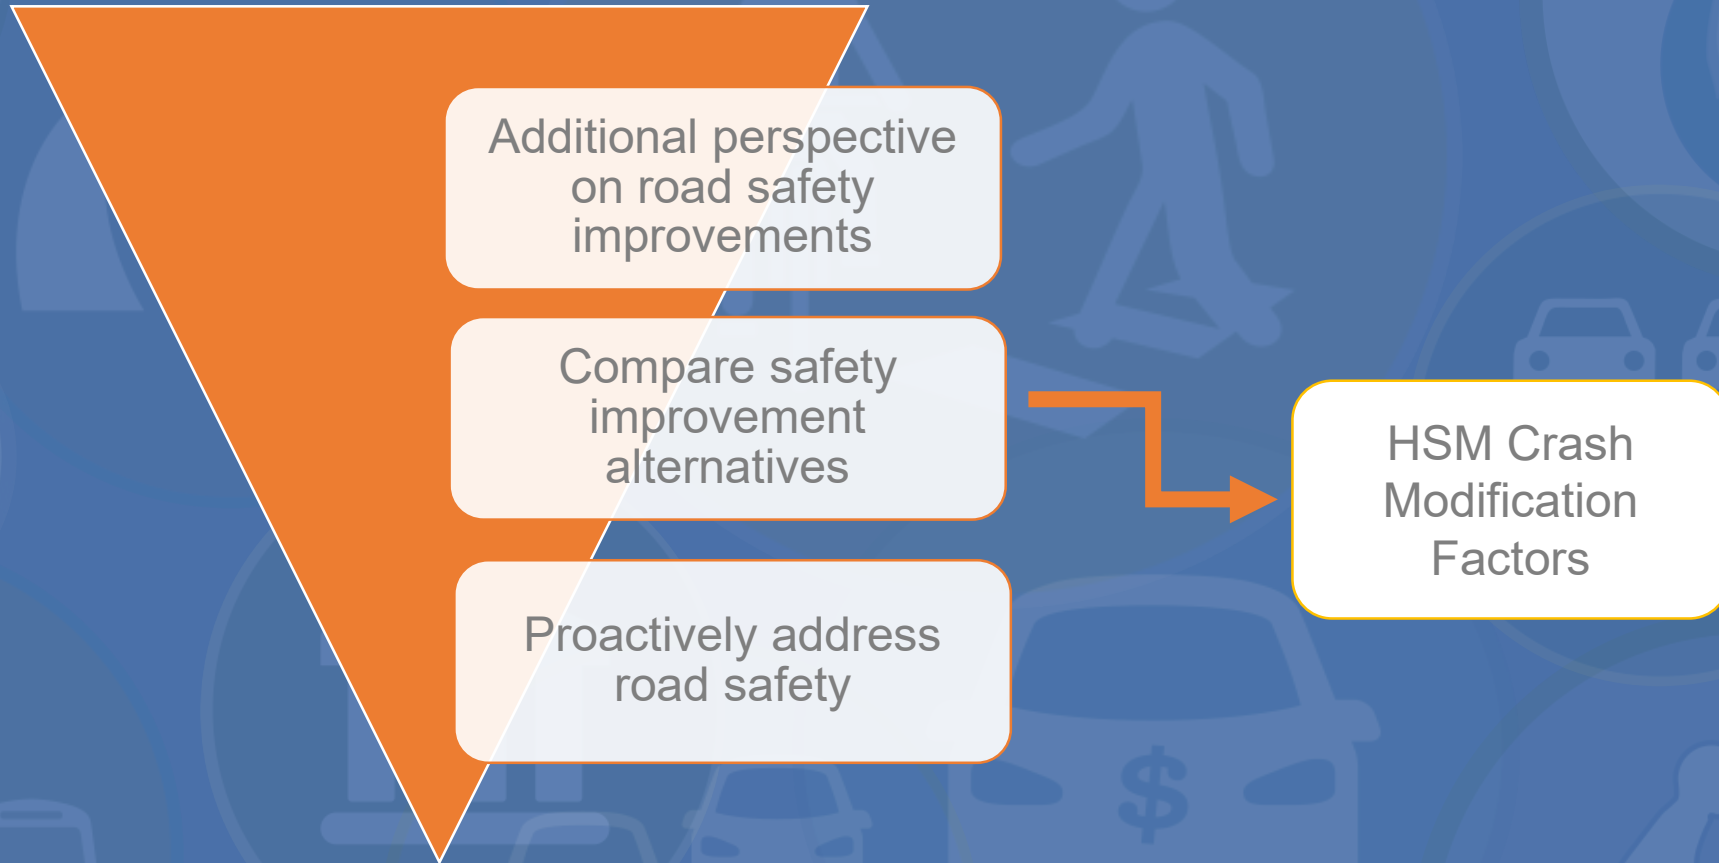 Additional perspective
on road safety
improvements
Compare safety
improvement
alternatives
Proactively address
road safety
HSM Crash
Modification
Factors
$